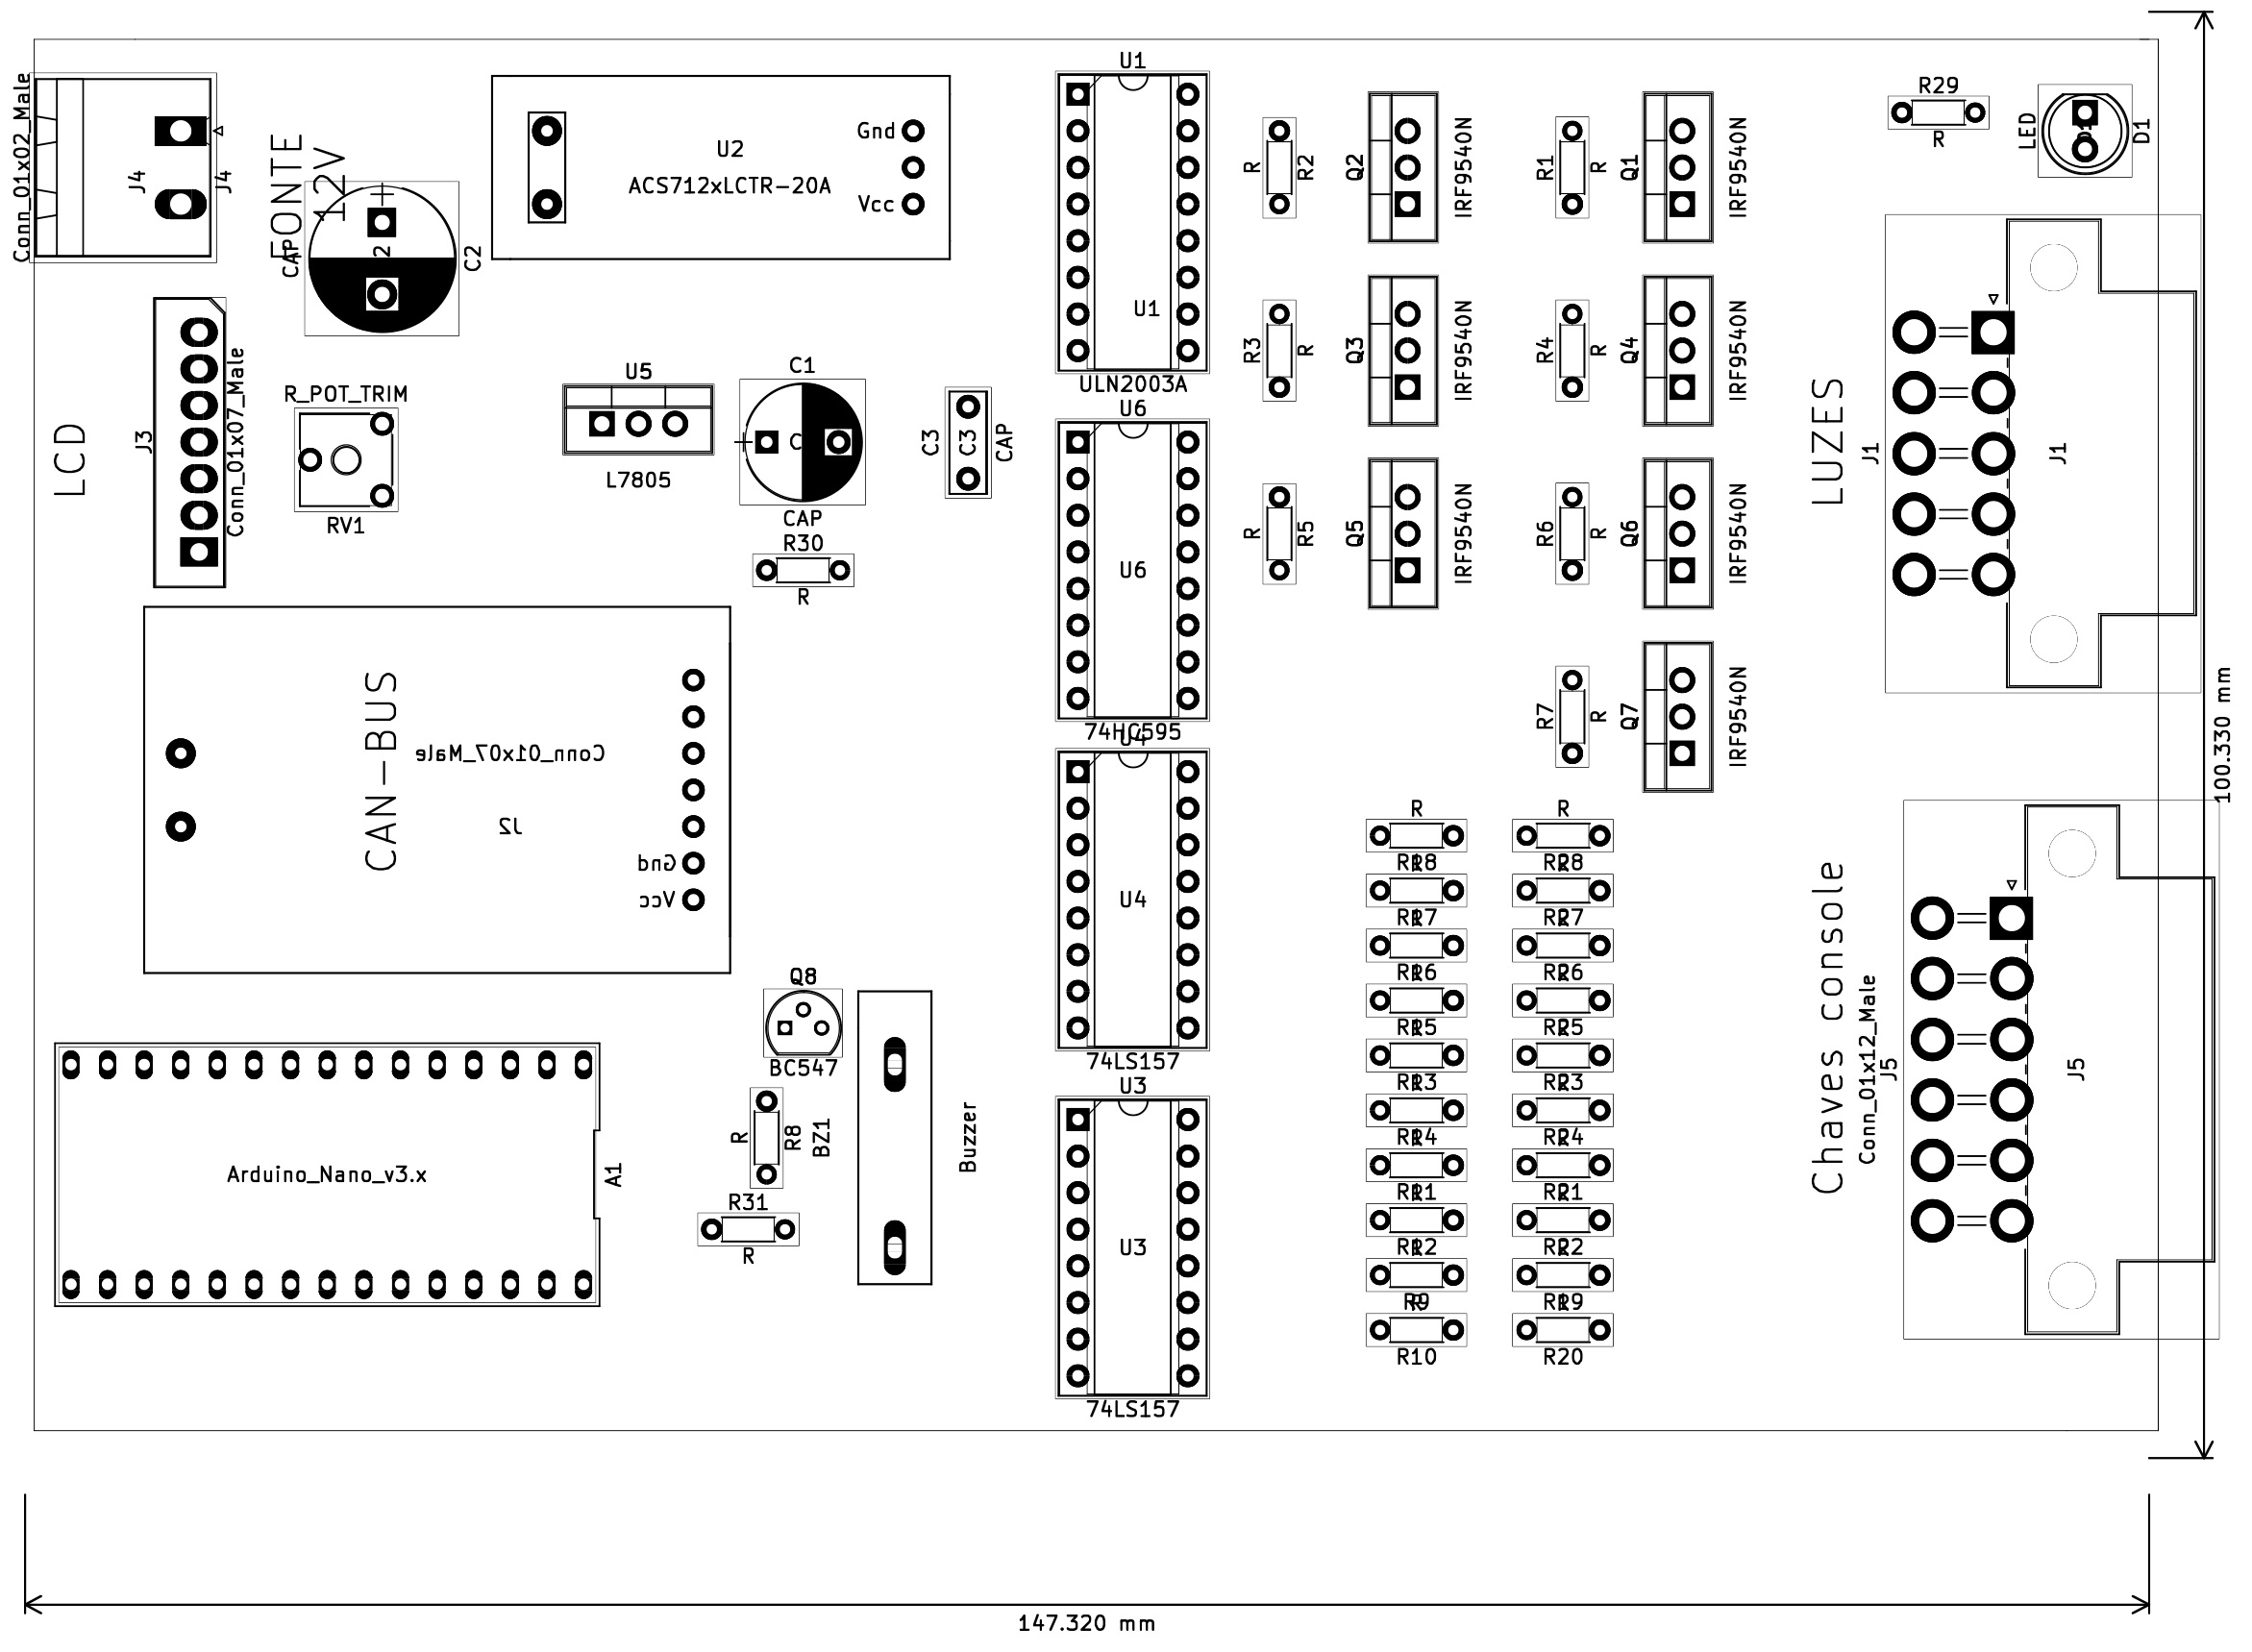 U1
Conn_01x02_Male
J4
J4
FONTE
12V
U2
ACS712xLCTR-20A
Gnd
Vcc
CAP
2
C2
U1
ULN2003A
R
R2
Q2
IRF9540N
R1
R
Q1
IRF9540N
R29
R
LED
D1
LCD
J3
Conn_01x07_Male
R_POT_TRIM
RV1
U5
L7805
C1
C
CAP
C3
C3
CAP
R30
R
U6
U6
74HC595
R3
R
Q3
IRF9540N
R4
R
Q4
IRF9540N
R
R5
Q5
IRF9540N
R6
R
Q6
IRF9540N
R7
R
Q7
IRF9540N
LUZES
J1
J1
CAN-BUS
Conn_01x07_Male
J2
Gnd
Vcc
U4
U4
74LS157
Q8
BC547
R
R8
BZ1
Buzzer
R31
R
Arduino_Nano_v3.x
A1
U3
U3
74LS157
R
R
R18
R28
R17
R27
R16
R26
R15
R25
R13
R23
R14
R24
R11
R21
R12
R22
R9
R19
R10
R20
Chaves console
Conn_01x12_Male
J5
J5
100.330 mm
147.320 mm